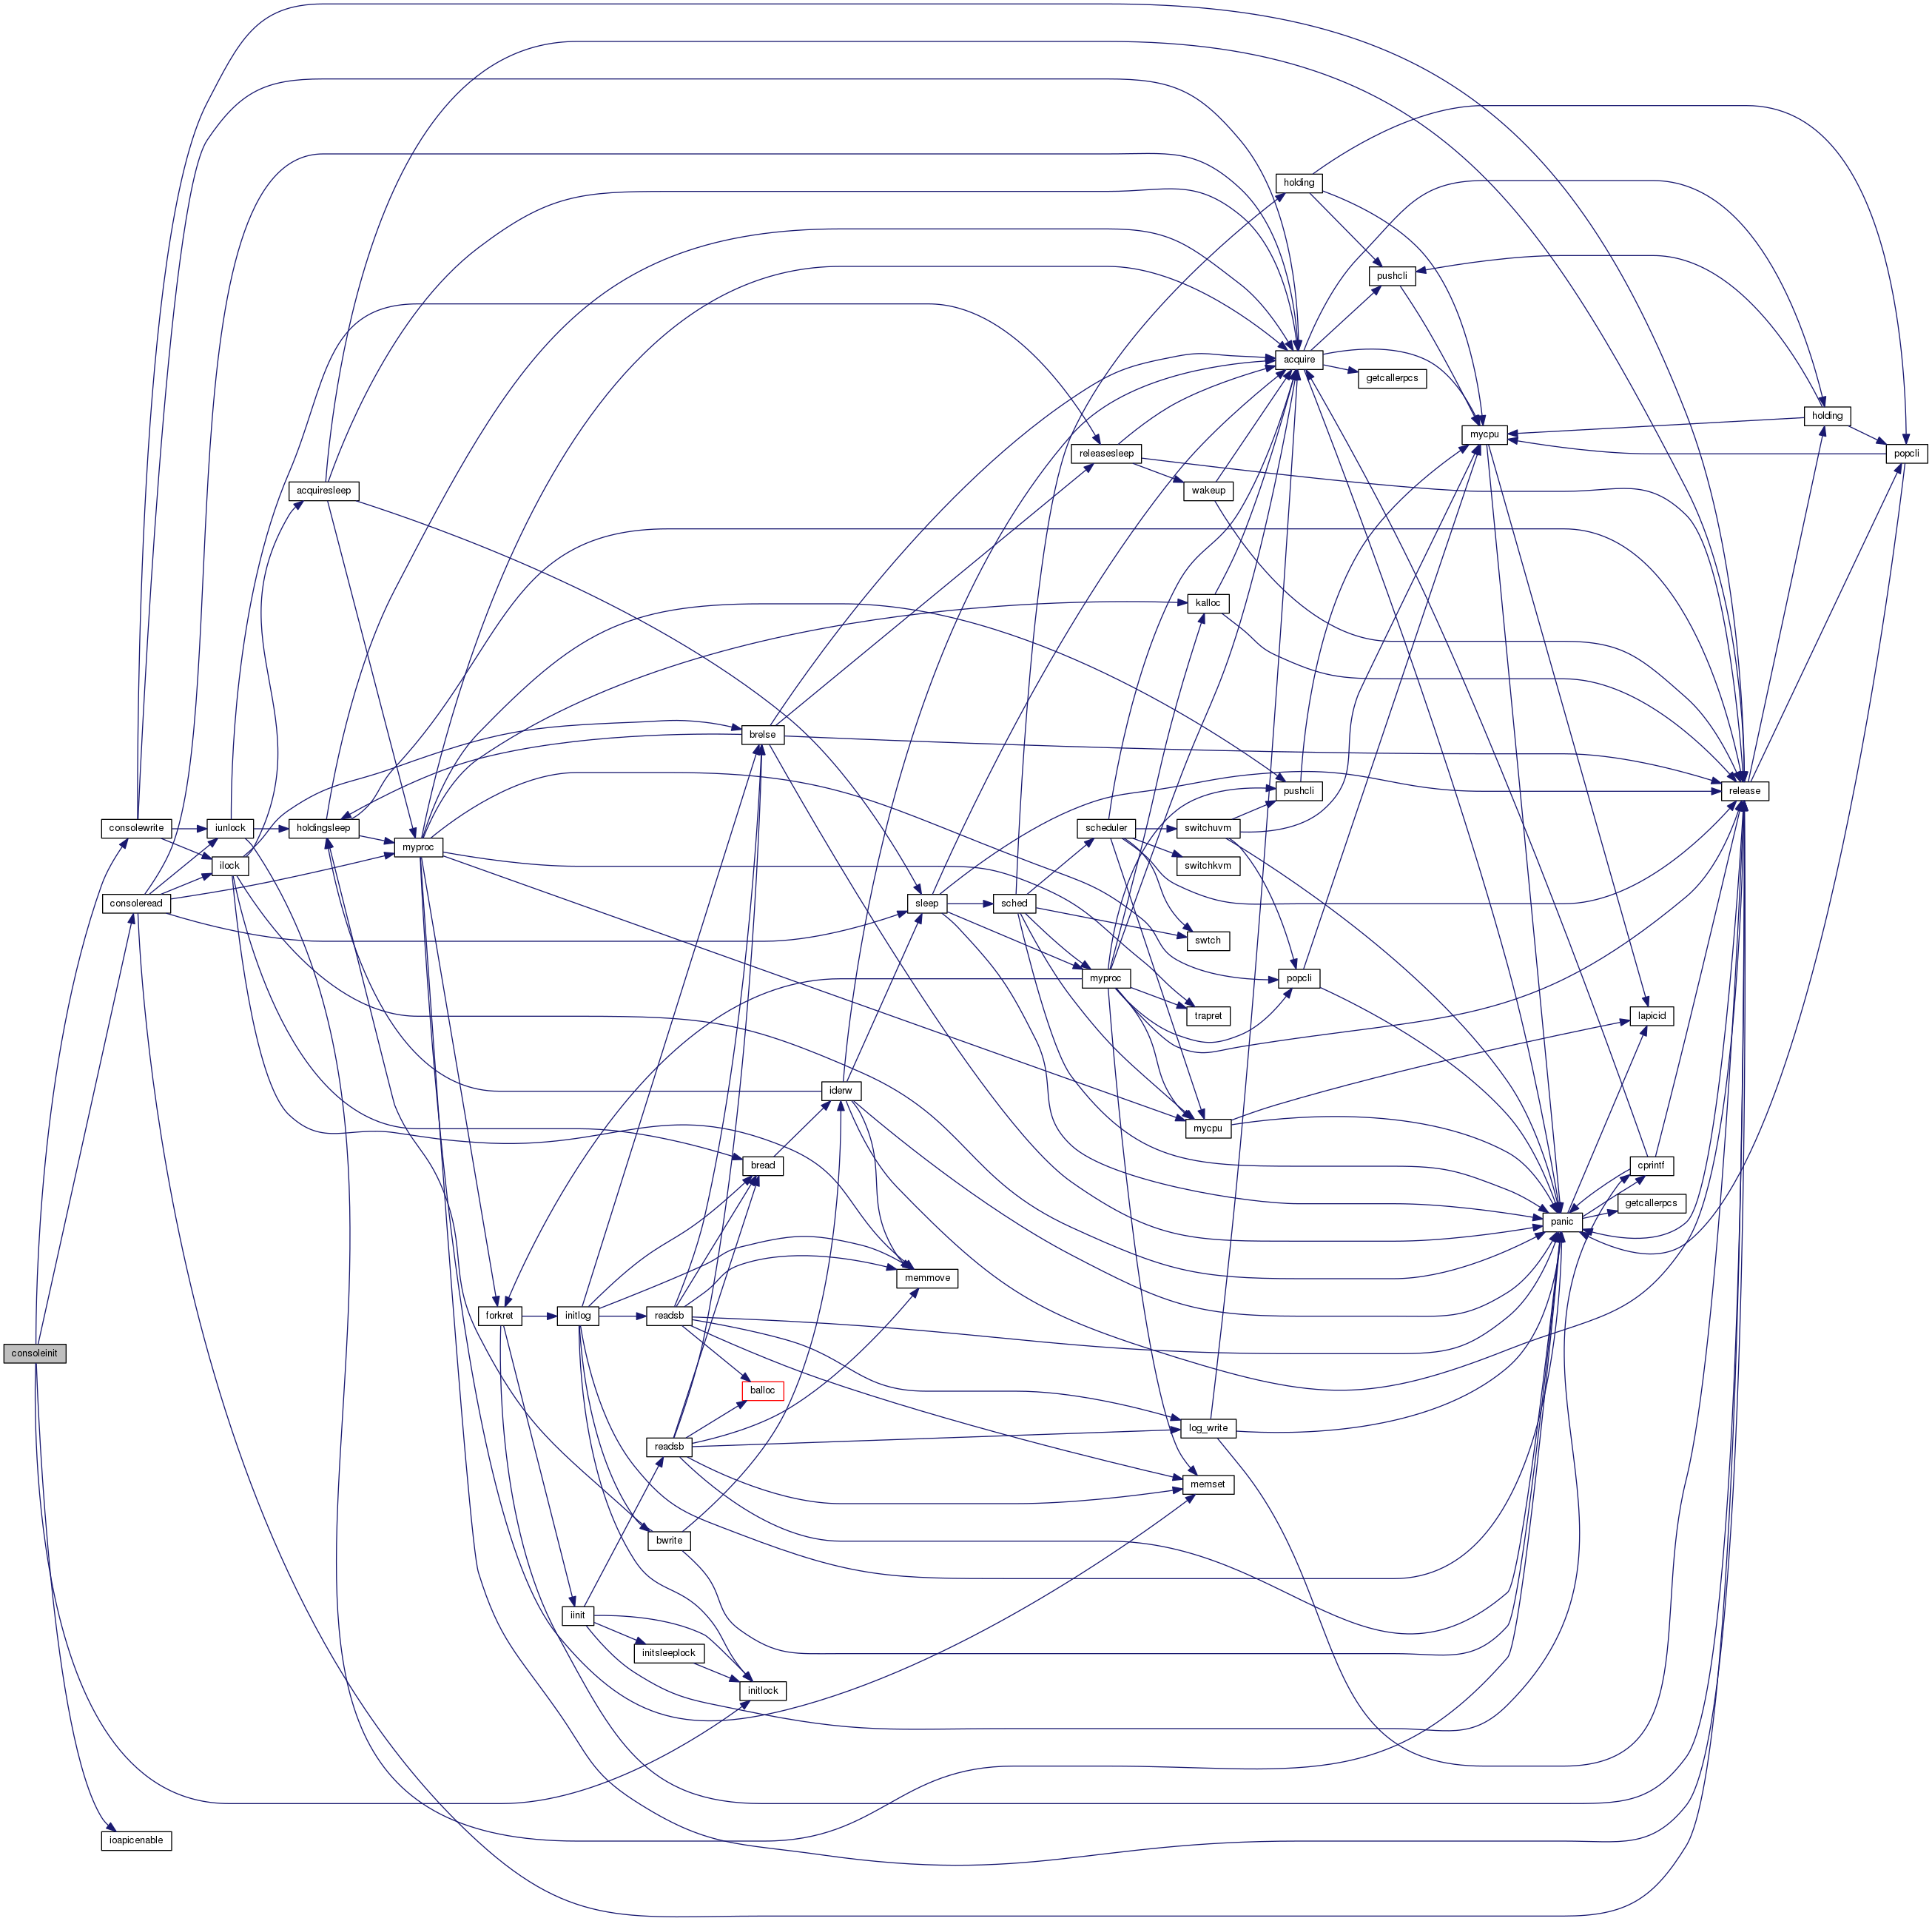 holding
pushcli
acquire
getcallerpcs
holding
mycpu
releasesleep
popcli
acquiresleep
wakeup
kalloc
brelse
pushcli
release
consolewrite
iunlock
holdingsleep
scheduler
switchuvm
myproc
ilock
switchkvm
consoleread
sleep
sched
swtch
myproc
popcli
trapret
lapicid
iderw
mycpu
bread
cprintf
getcallerpcs
panic
memmove
forkret
initlog
readsb
consoleinit
balloc
log_write
readsb
memset
bwrite
iinit
initsleeplock
initlock
ioapicenable